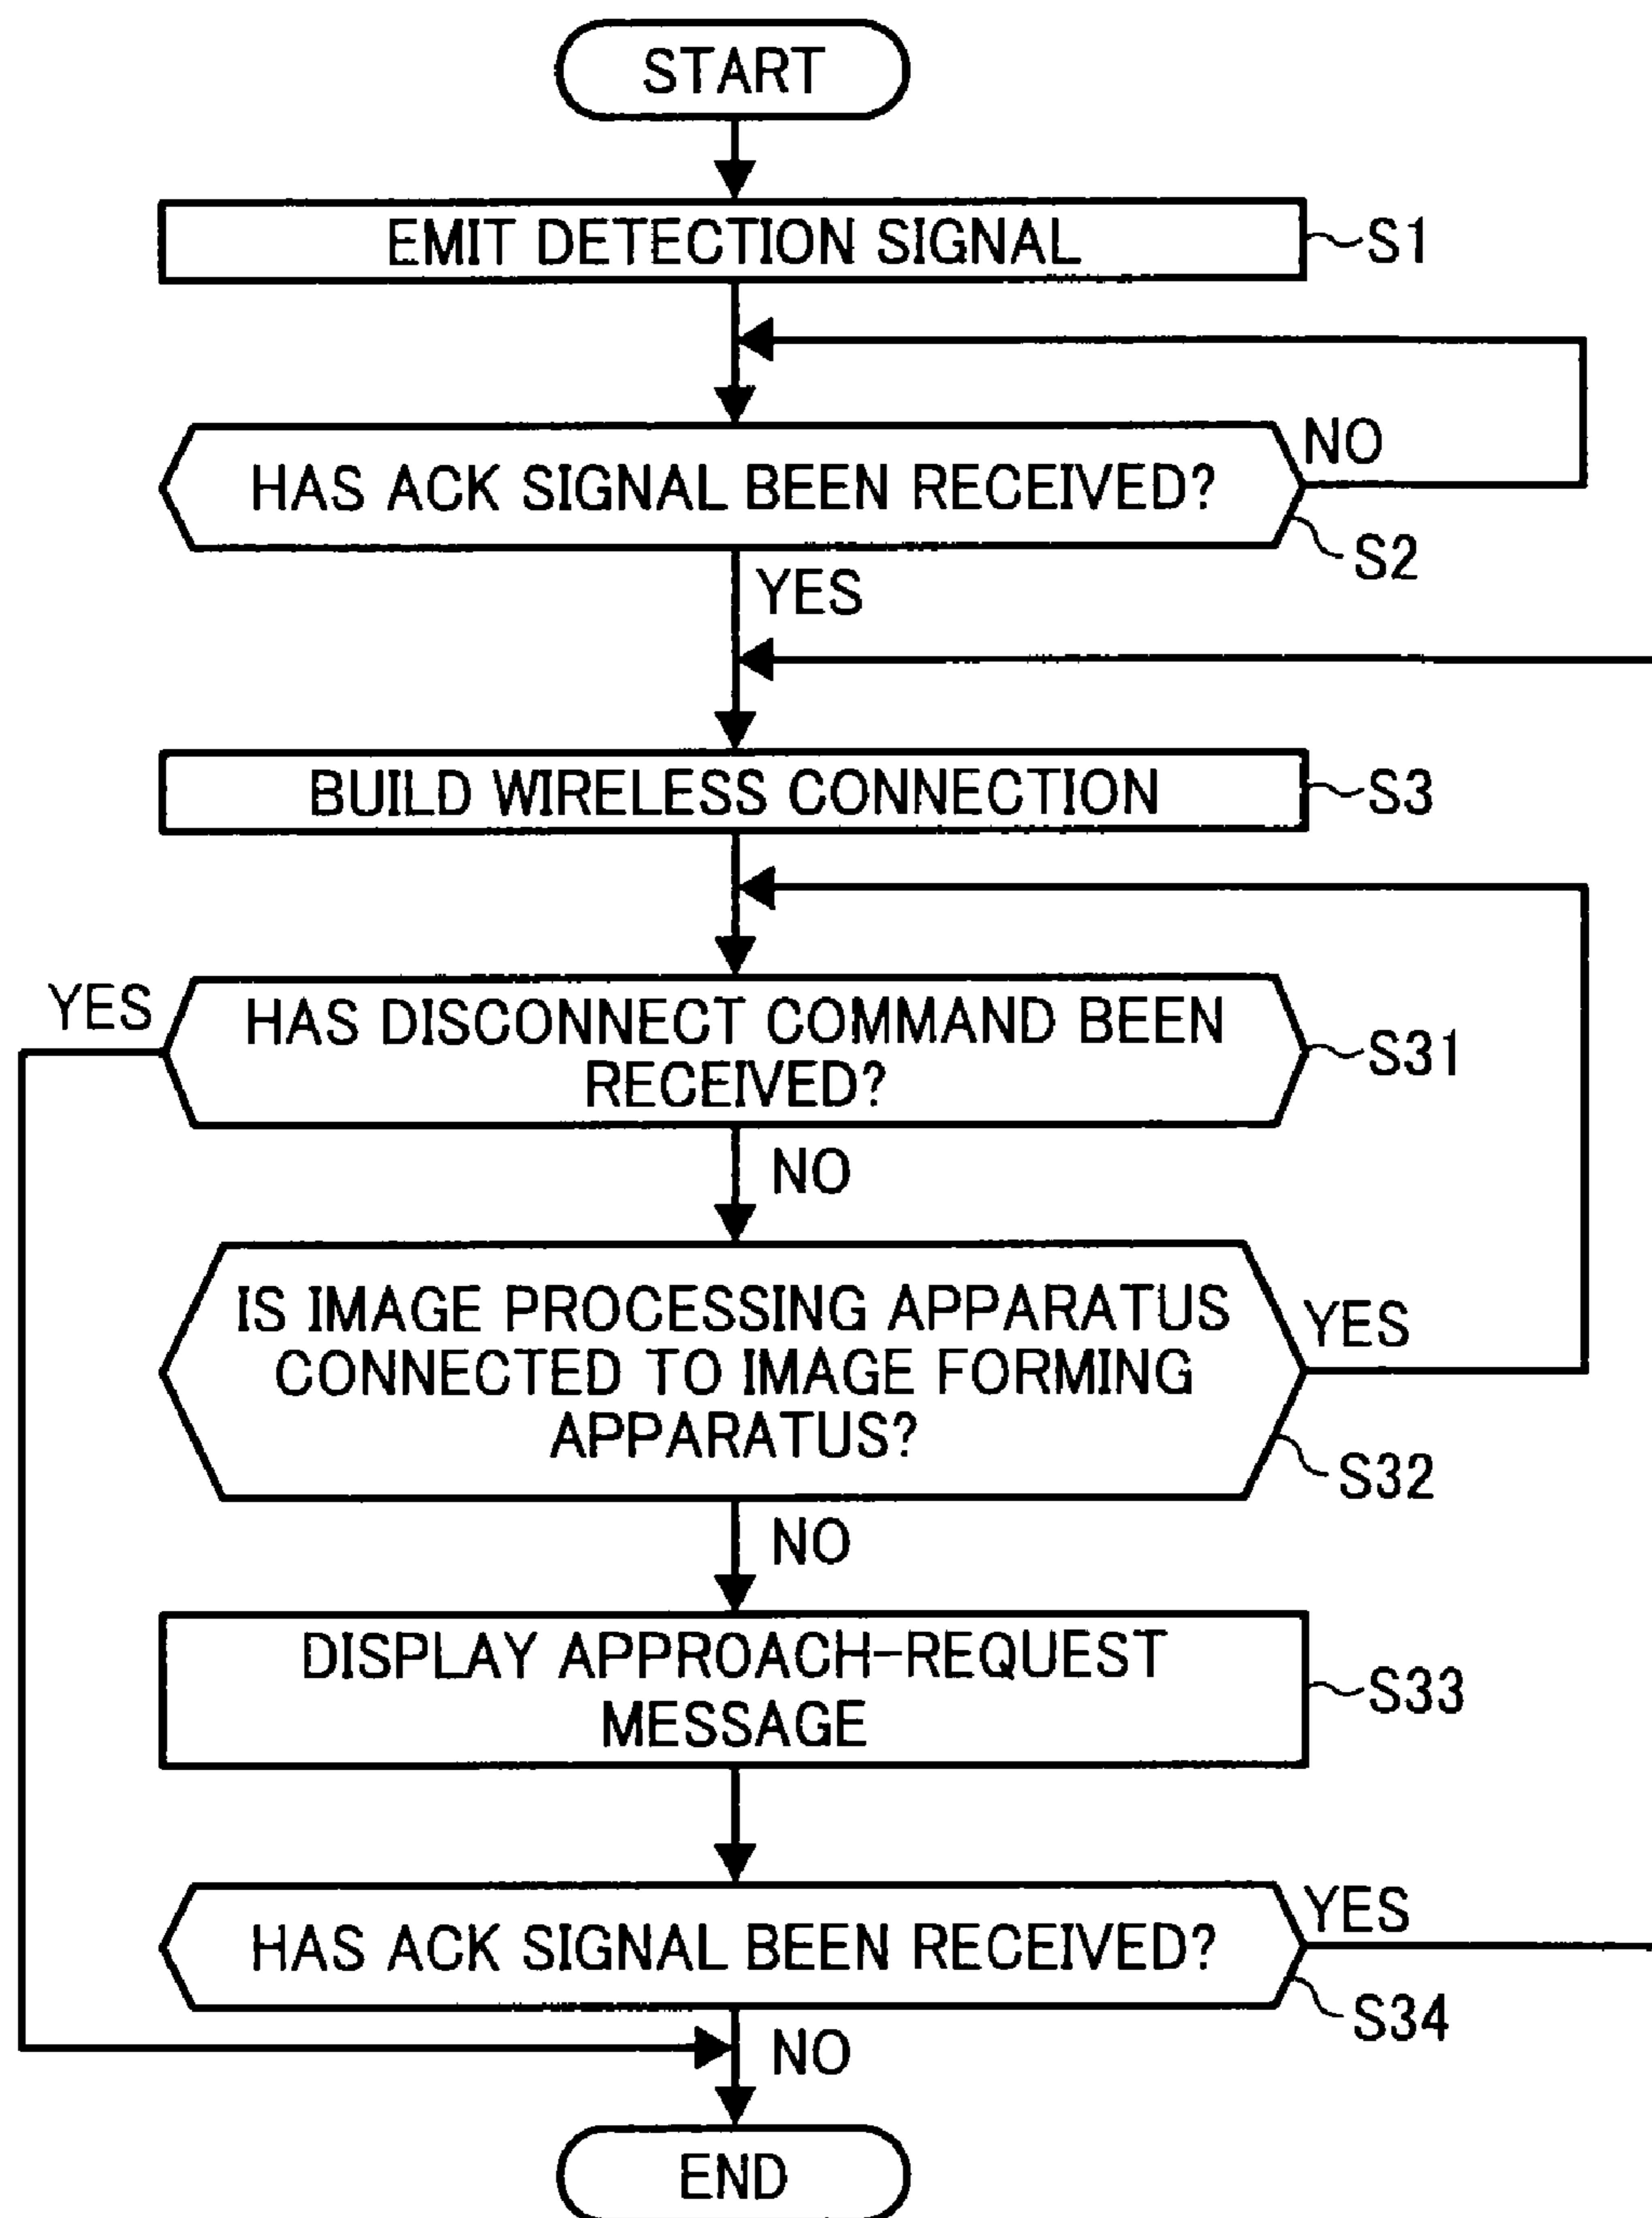 START
EMIT DETECTION SIGNAL
S1
HAS ACK SIGNAL BEEN RECEIVED?
NO
S2
YES
BUILD WIRELESS CONNECTION
S3
YES
HAS DISCONNECT COMMAND BEEN
RECEIVED?
S31
NO
IS IMAGE PROCESSING APPARATUS
CONNECTED TO IMAGE FORMING
APPARATUS?
YES
S32
NO
DISPLAY APPROACH-REQUEST
MESSAGE
S33
HAS ACK SIGNAL BEEN RECEIVED?
YES
S34
NO
END